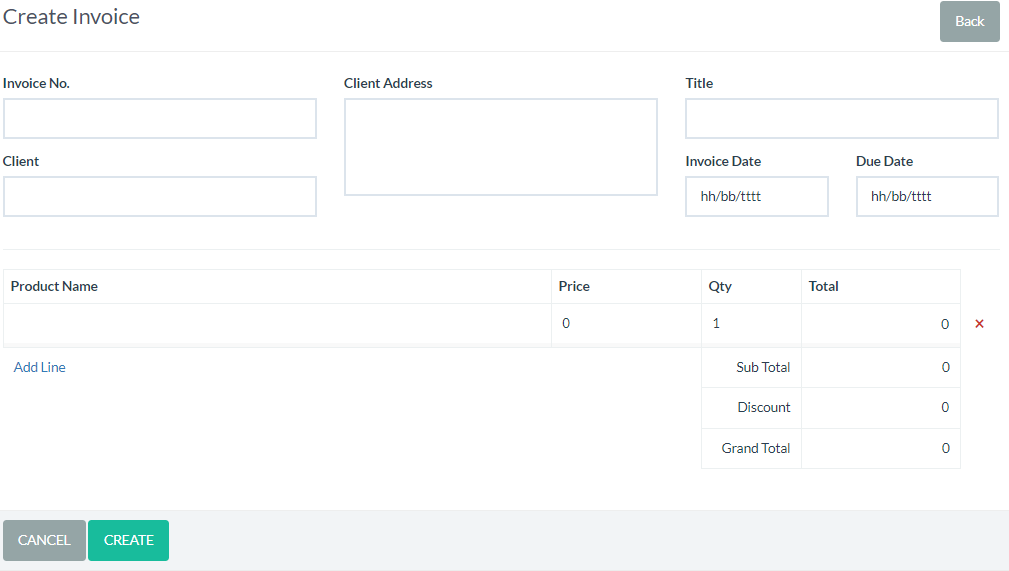 Create Invoice
Back
Invoice No.
Client Address
Title
Client
Invoice Date
Due Date
hh/bb/tttt
hh/bb/tttt
Product Name Price Qty Total
0 1 0 ×
Add Line
Sub Total 0
Discount 0
Grand Total 0
CANCEL CREATE